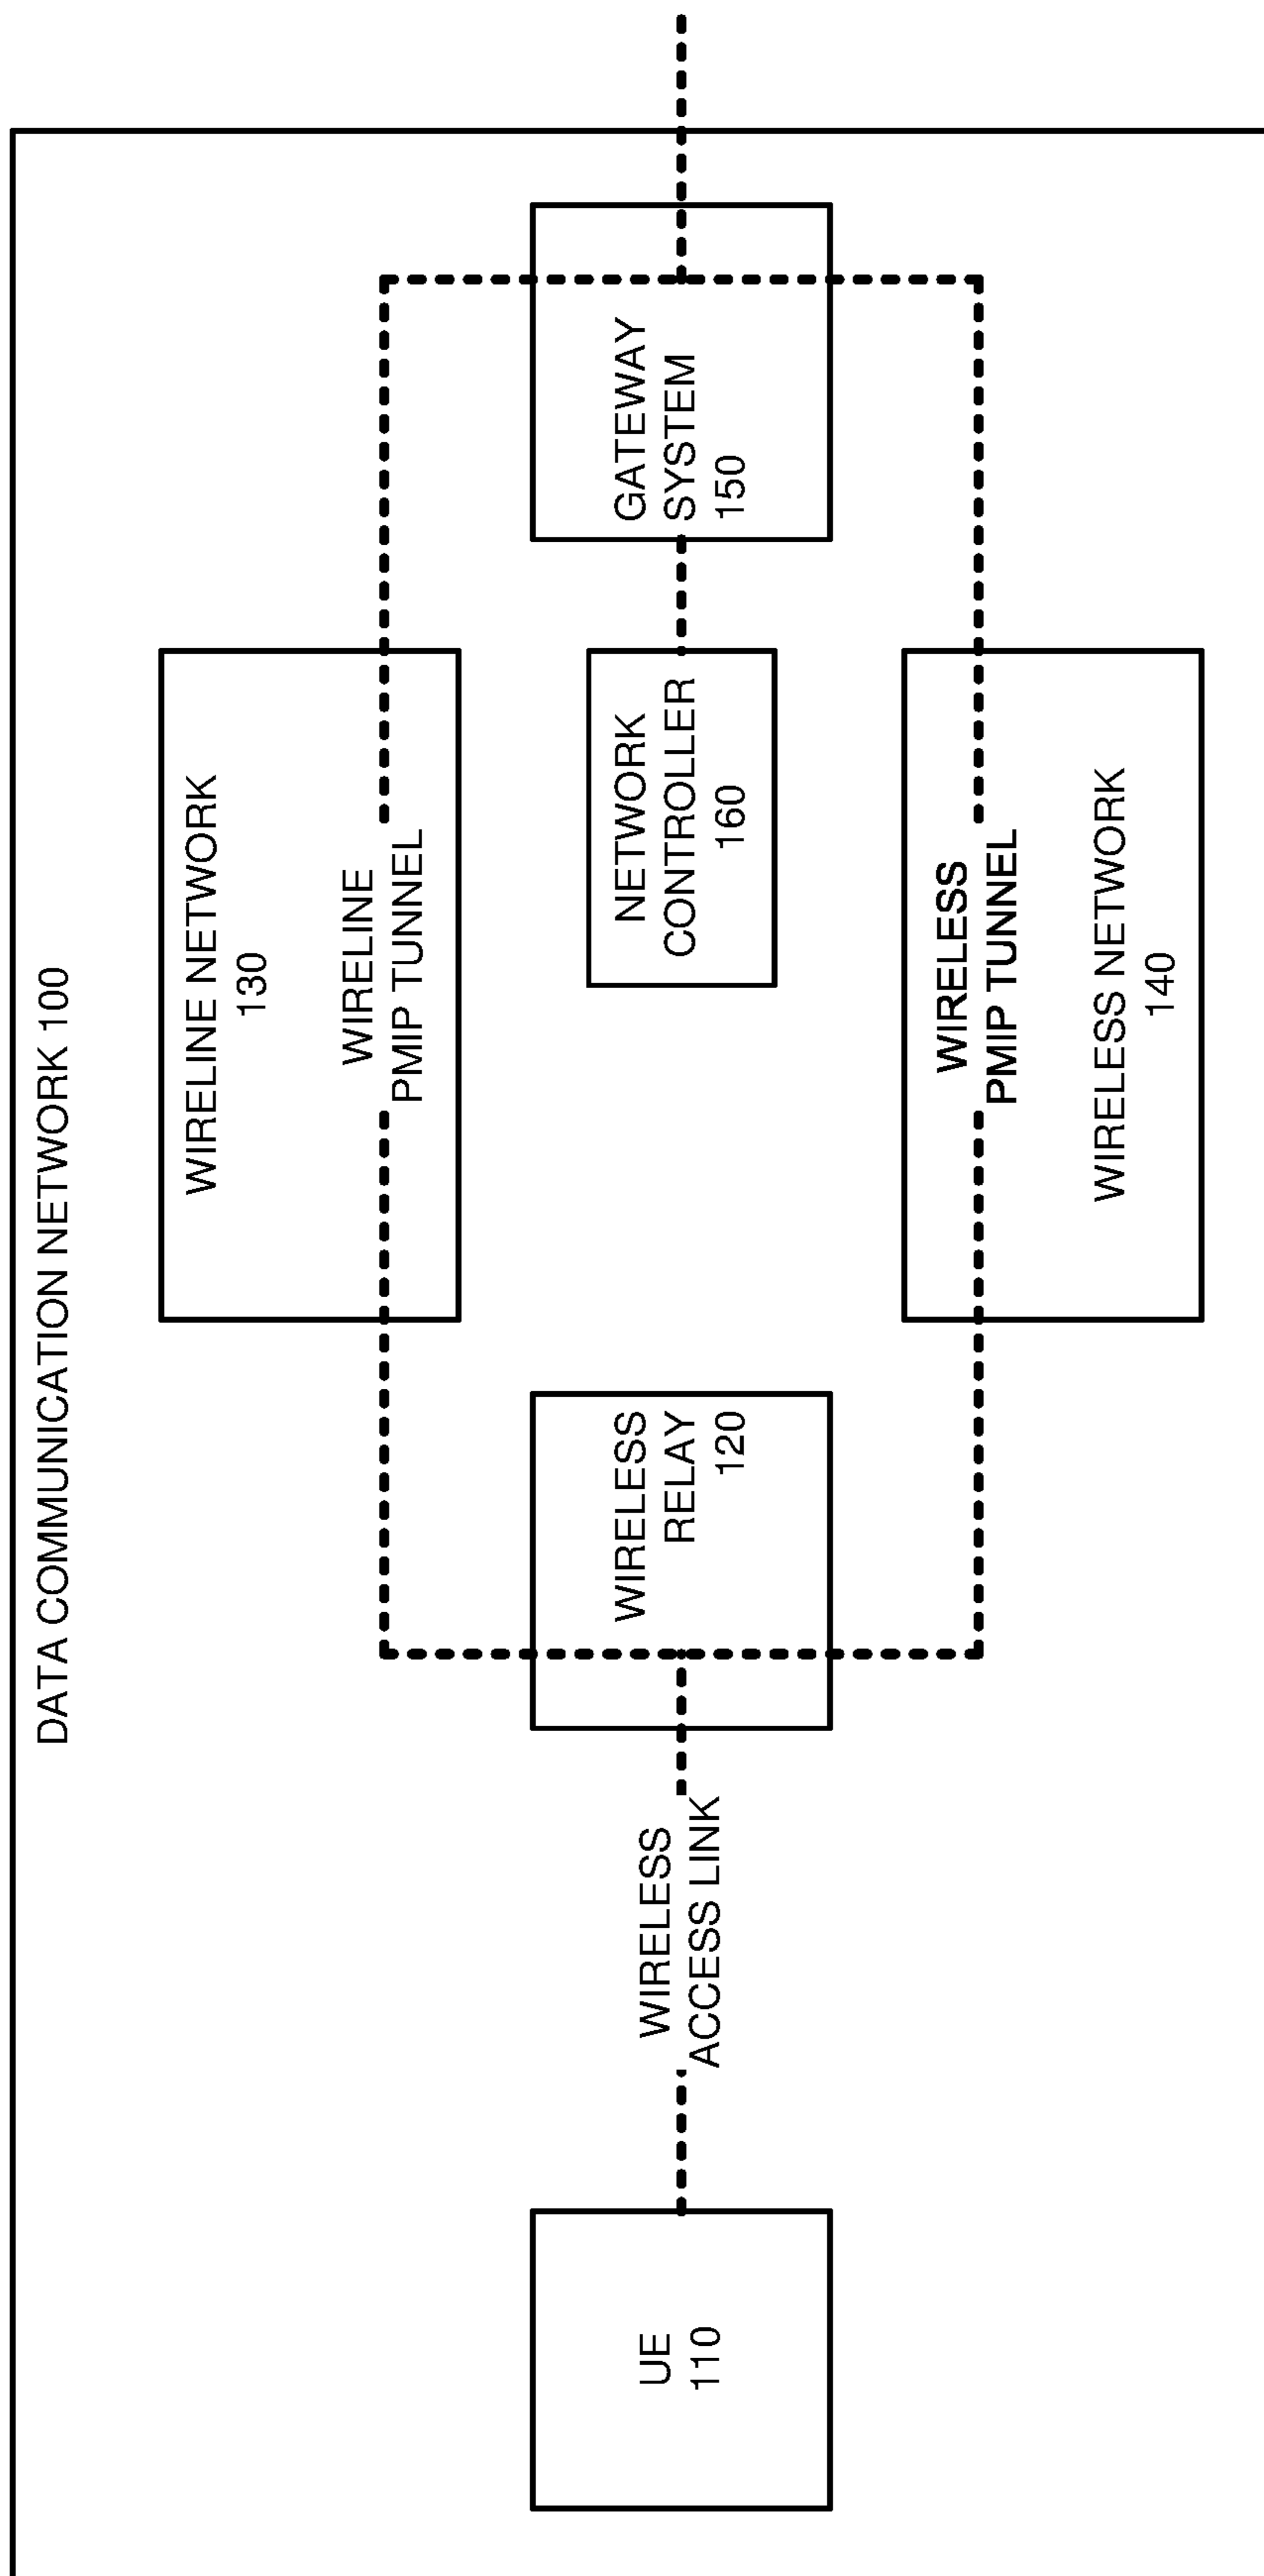 DATA COMMUNICATION NETWORK 100
WIRELINE NETWORK
130
WIRELINE
PMIP TUNNEL
UE
110
WIRELESS
ACCESS LINK
WIRELESS
RELAY
120
NETWORK
CONTROLLER
160
GATEWAY
SYSTEM
150
WIRELESS
PMIP TUNNEL
WIRELESS NETWORK
140